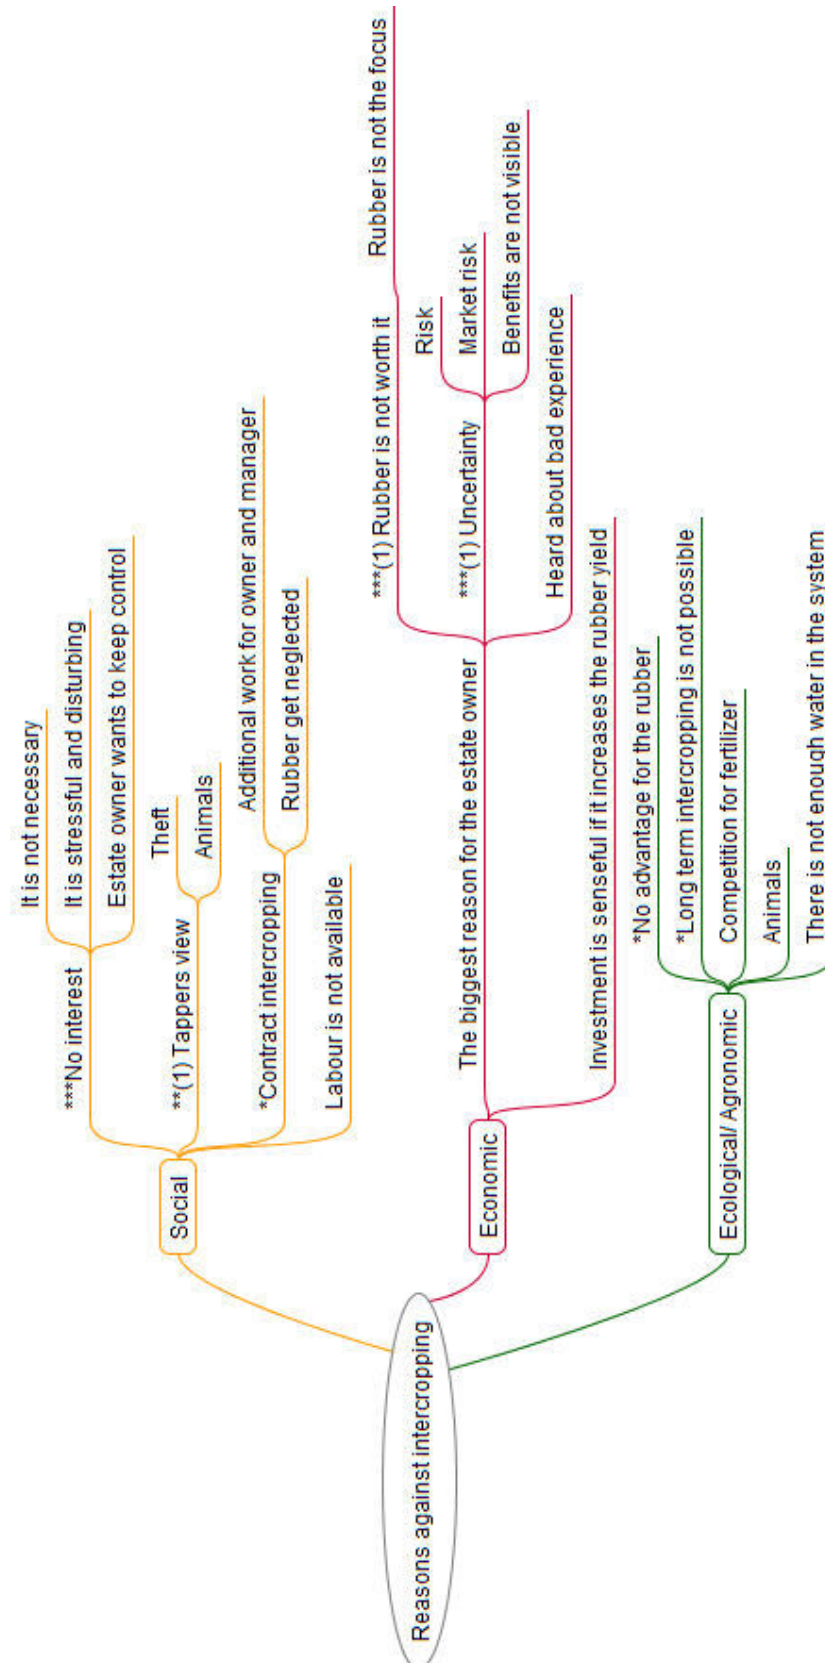 Reasons against intercropping
Social
***No interest
It is not necessary
It is stressful and disturbing
Estate owner wants to keep control
**(1) Tappers view
Theft
Animals
*Contract intercropping
Additional work for owner and manager
Rubber get neglected
Labour is not available
Economic
The biggest reason for the estate owner
***(1) Rubber is not worth it
Rubber is not the focus
***(1) Uncertainty
Risk
Market risk
Benefits are not visible
Heard about bad experience
Investment is senseful if it increases the rubber yield
Ecological/ Agronomic
*No advantage for the rubber
*Long term intercropping is not possible
Competition for fertilizer
Animals
There is not enough water in the system